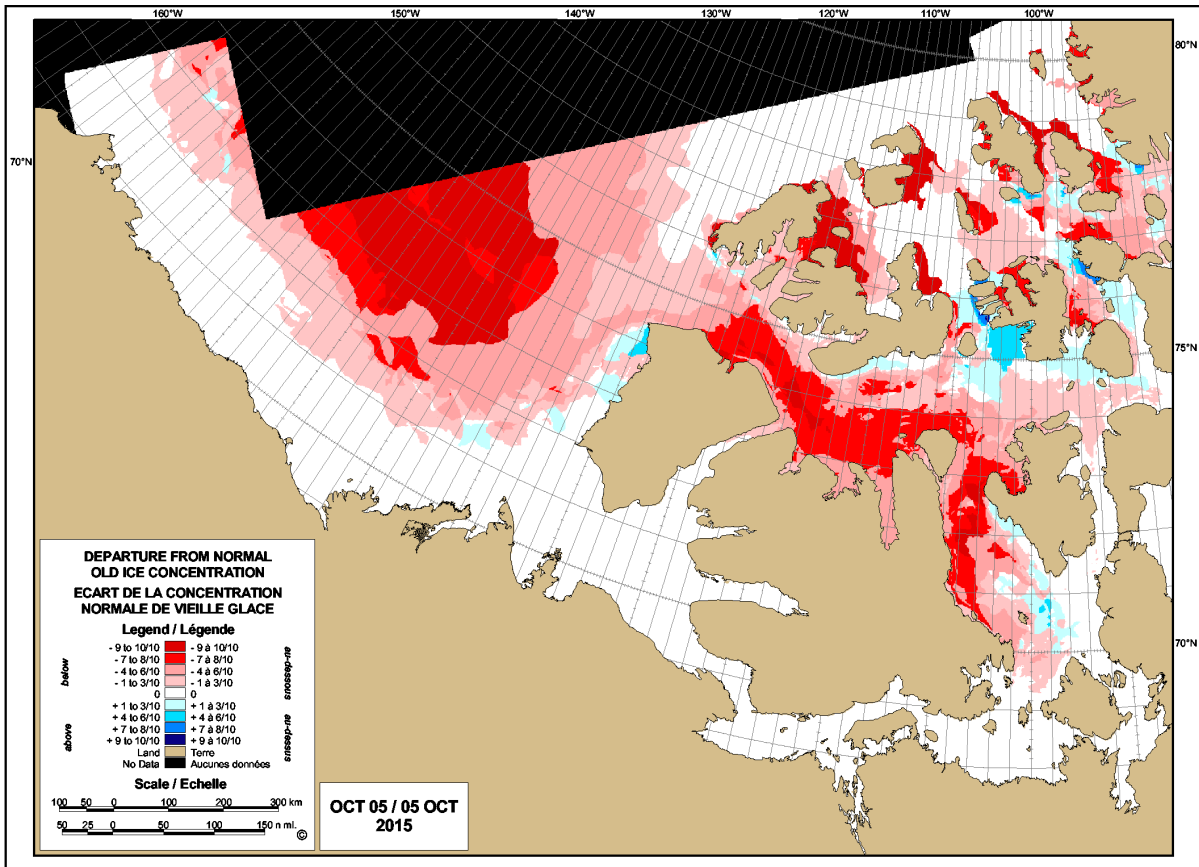 160°W 150°W 140°W 130°W 120°W 110°W 100°W
80°N
70°N
75°N
70°N
DEPARTURE FROM NORMAL
OLD ICE CONCENTRATION
ECART DE LA CONCENTRATION
NORMALE DE VIEILLE GLACE
Legend / Légende
below
au-dessous
- 9 to 10/10 - 9 à 10/10
- 7 to 8/10 - 7 à 8/10
- 4 to 6/10 - 4 à 6/10
- 1 to 3/10 - 1 à 3/10
0 0
above
au-dessus
+ 1 to 3/10 + 1 à 3/10
+ 4 to 6/10 + 4 à 6/10
+ 7 to 8/10 + 7 à 8/10
+ 9 to 10/10 + 9 à 10/10
Land Terre
No Data Aucunes données
Scale / Echelle
100 50 0 100 200 300 km
50 25 0 50 100 150 n mi.
©
OCT 05 / 05 OCT
2015